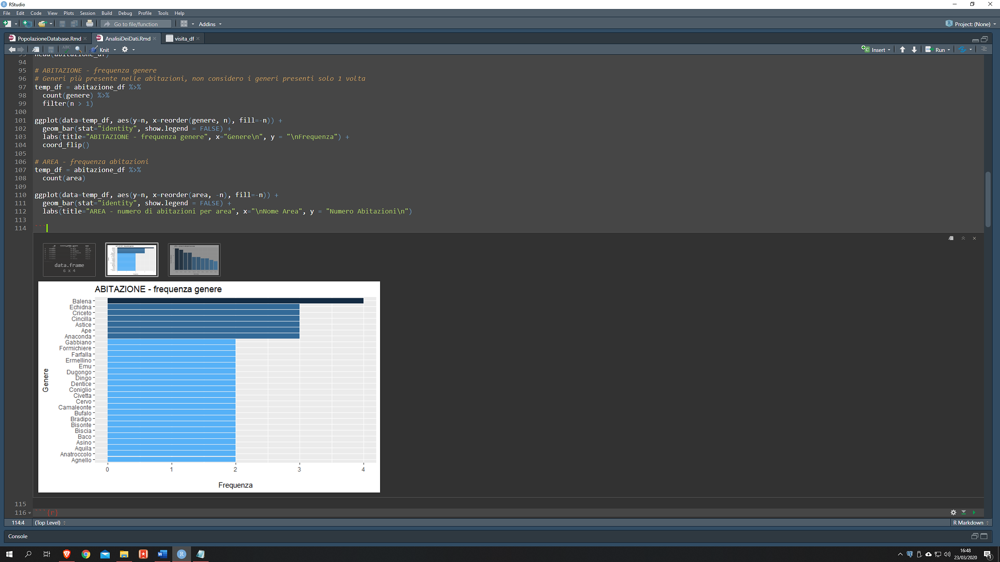 RStudio
File Edit Code View Plots Session Build Debug Profile Tools Help
Go to file/function Addins Project: (None)
PopolazioneDatabase.Rmd AnalisiDeiDati.Rmd visita_df
ABC Knit Insert Run
93 head(abitazione_df)
94
95 # ABITAZIONE - frequenza genere
96 # Generi più presente nelle abitazioni, non considero i generi presenti solo 1 volta
97 temp_df = abitazione_df %>%
98 count(genere) %>%
99 filter(n > 1)
100
101 ggplot(data=temp_df, aes(y=n, x=reorder(genere, n), fill=-n)) +
102 geom_bar(stat="identity", show.legend = FALSE) +
103 labs(title="ABITAZIONE - frequenza genere", x="Genere\n", y = "\nFrequenza") +
104 coord_flip()
105
106 # AREA - frequenza abitazioni
107 temp_df = abitazione_df %>%
108 count(area)
109
110 ggplot(data=temp_df, aes(y=n, x=reorder(area, -n), fill=-n)) +
111 geom_bar(stat="identity", show.legend = FALSE) +
112 labs(title="AREA - numero di abitazioni per area", x="\nNome Area", y = "Numero Abitazioni\n")
113
114 ```
data.frame
6 x 4
ABITAZIONE - frequenza genere
Balena
Echidna
Criceto
Cincilla
Astice
Ape
Anaconda
Gabbiano
Formichiere
Farfalla
Ermellino
Emu
Dugongo
Dingo
Dentice
Coniglio
Civetta
Cervo
Camaleonte
Bufalo
Bradipo
Bisonte
Biscia
Baco
Asino
Aquila
Anatroccolo
Agnello
Genere
0 1 2 3 4
Frequenza
115
116 ```{r}
114:4 (Top Level) R Markdown
Console
16:48
23/03/2020
1